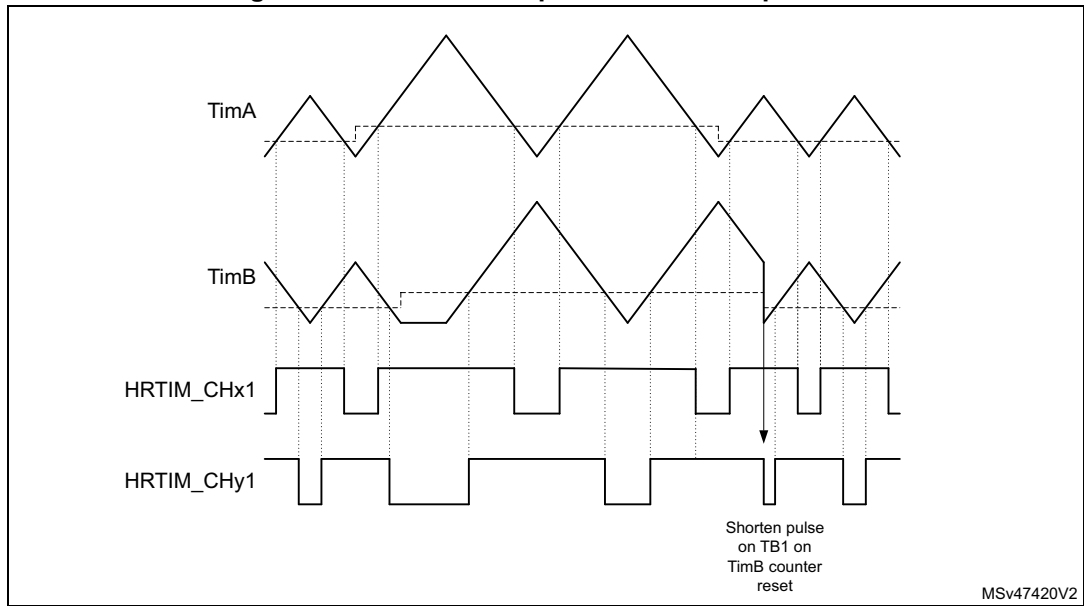 TimA
TimB
HRTIM_CHx1
HRTIM_CHy1
Shorten pulse
on TB1 on
TimB counter
reset
MSv47420V2